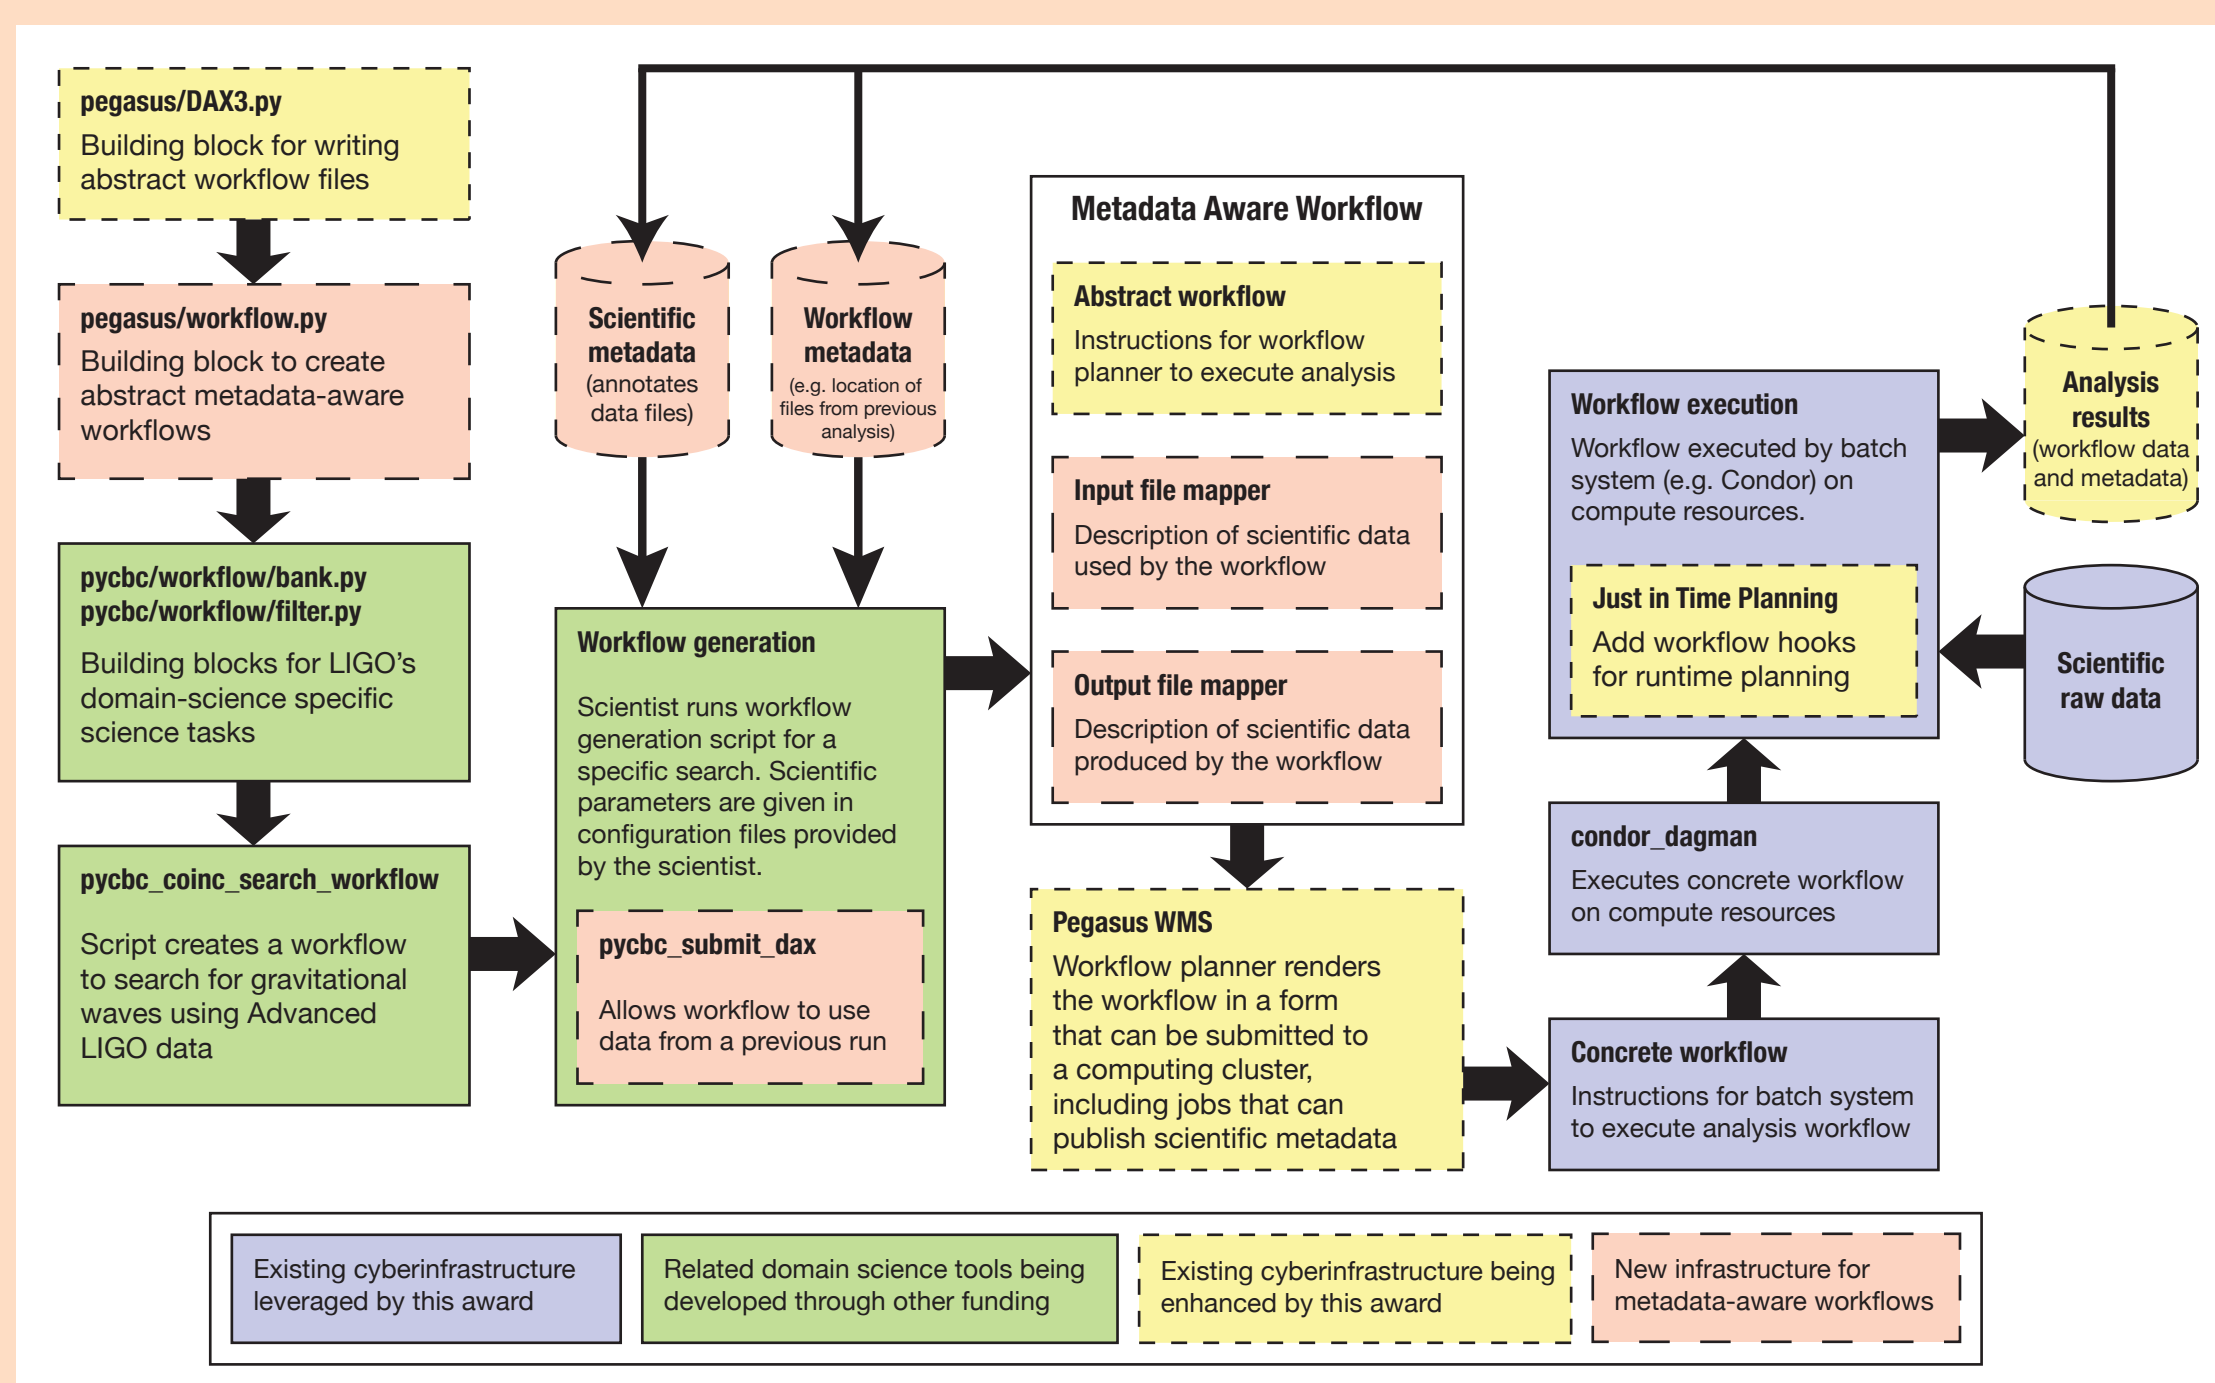 pegasus/DAX3.py
Building block for writing
abstract workflow files
pegasus/workflow.py
Building block to create
abstract metadata-aware
workflows
pycbc/workflow/bank.py
pycbc/workflow/filter.py
Building blocks for LIGO's
domain-science specific
science tasks
pycbc_coinc_search_workflow
Script creates a workflow
to search for gravitational
waves using Advanced
LIGO data
Scientific
metadata
(annotates
data files)
Workflow
metadata
(e.g. location of
files from previous
analysis)
Workflow generation
Scientist runs workflow
generation script for a
specific search. Scientific
parameters are given in
configuration files provided
by the scientist.
pycbc_submit_dax
Allows workflow to use
data from a previous run
Metadata Aware Workflow
Abstract workflow
Instructions for workflow
planner to execute analysis
Input file mapper
Description of scientific data
used by the workflow
Output file mapper
Description of scientific data
produced by the workflow
Pegasus WMS
Workflow planner renders
the workflow in a form
that can be submitted to
a computing cluster,
including jobs that can
publish scientific metadata
Workflow execution
Workflow executed by batch
system (e.g. Condor) on
compute resources.
Just in Time Planning
Add workflow hooks
for runtime planning
condor_dagman
Executes concrete workflow
on compute resources
Concrete workflow
Instructions for batch system
to execute analysis workflow
Analysis
results
(workflow data
and metadata)
Scientific
raw data
Existing cyberinfrastructure
leveraged by this award
Related domain science tools being
developed through other funding
Existing cyberinfrastructure being
enhanced by this award
New infrastructure for
metadata-aware workflows